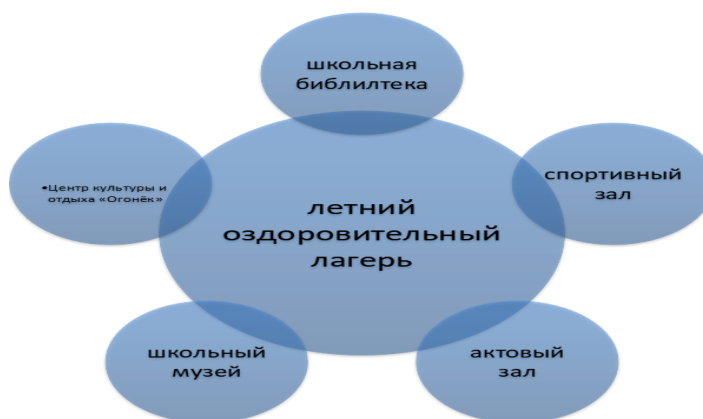 школьная
библилтека
спортивный
зал
•Центр культуры и
отдыха «Огонёк»
летний
оздоровительный
лагерь
школьный
музей
актовый
зал